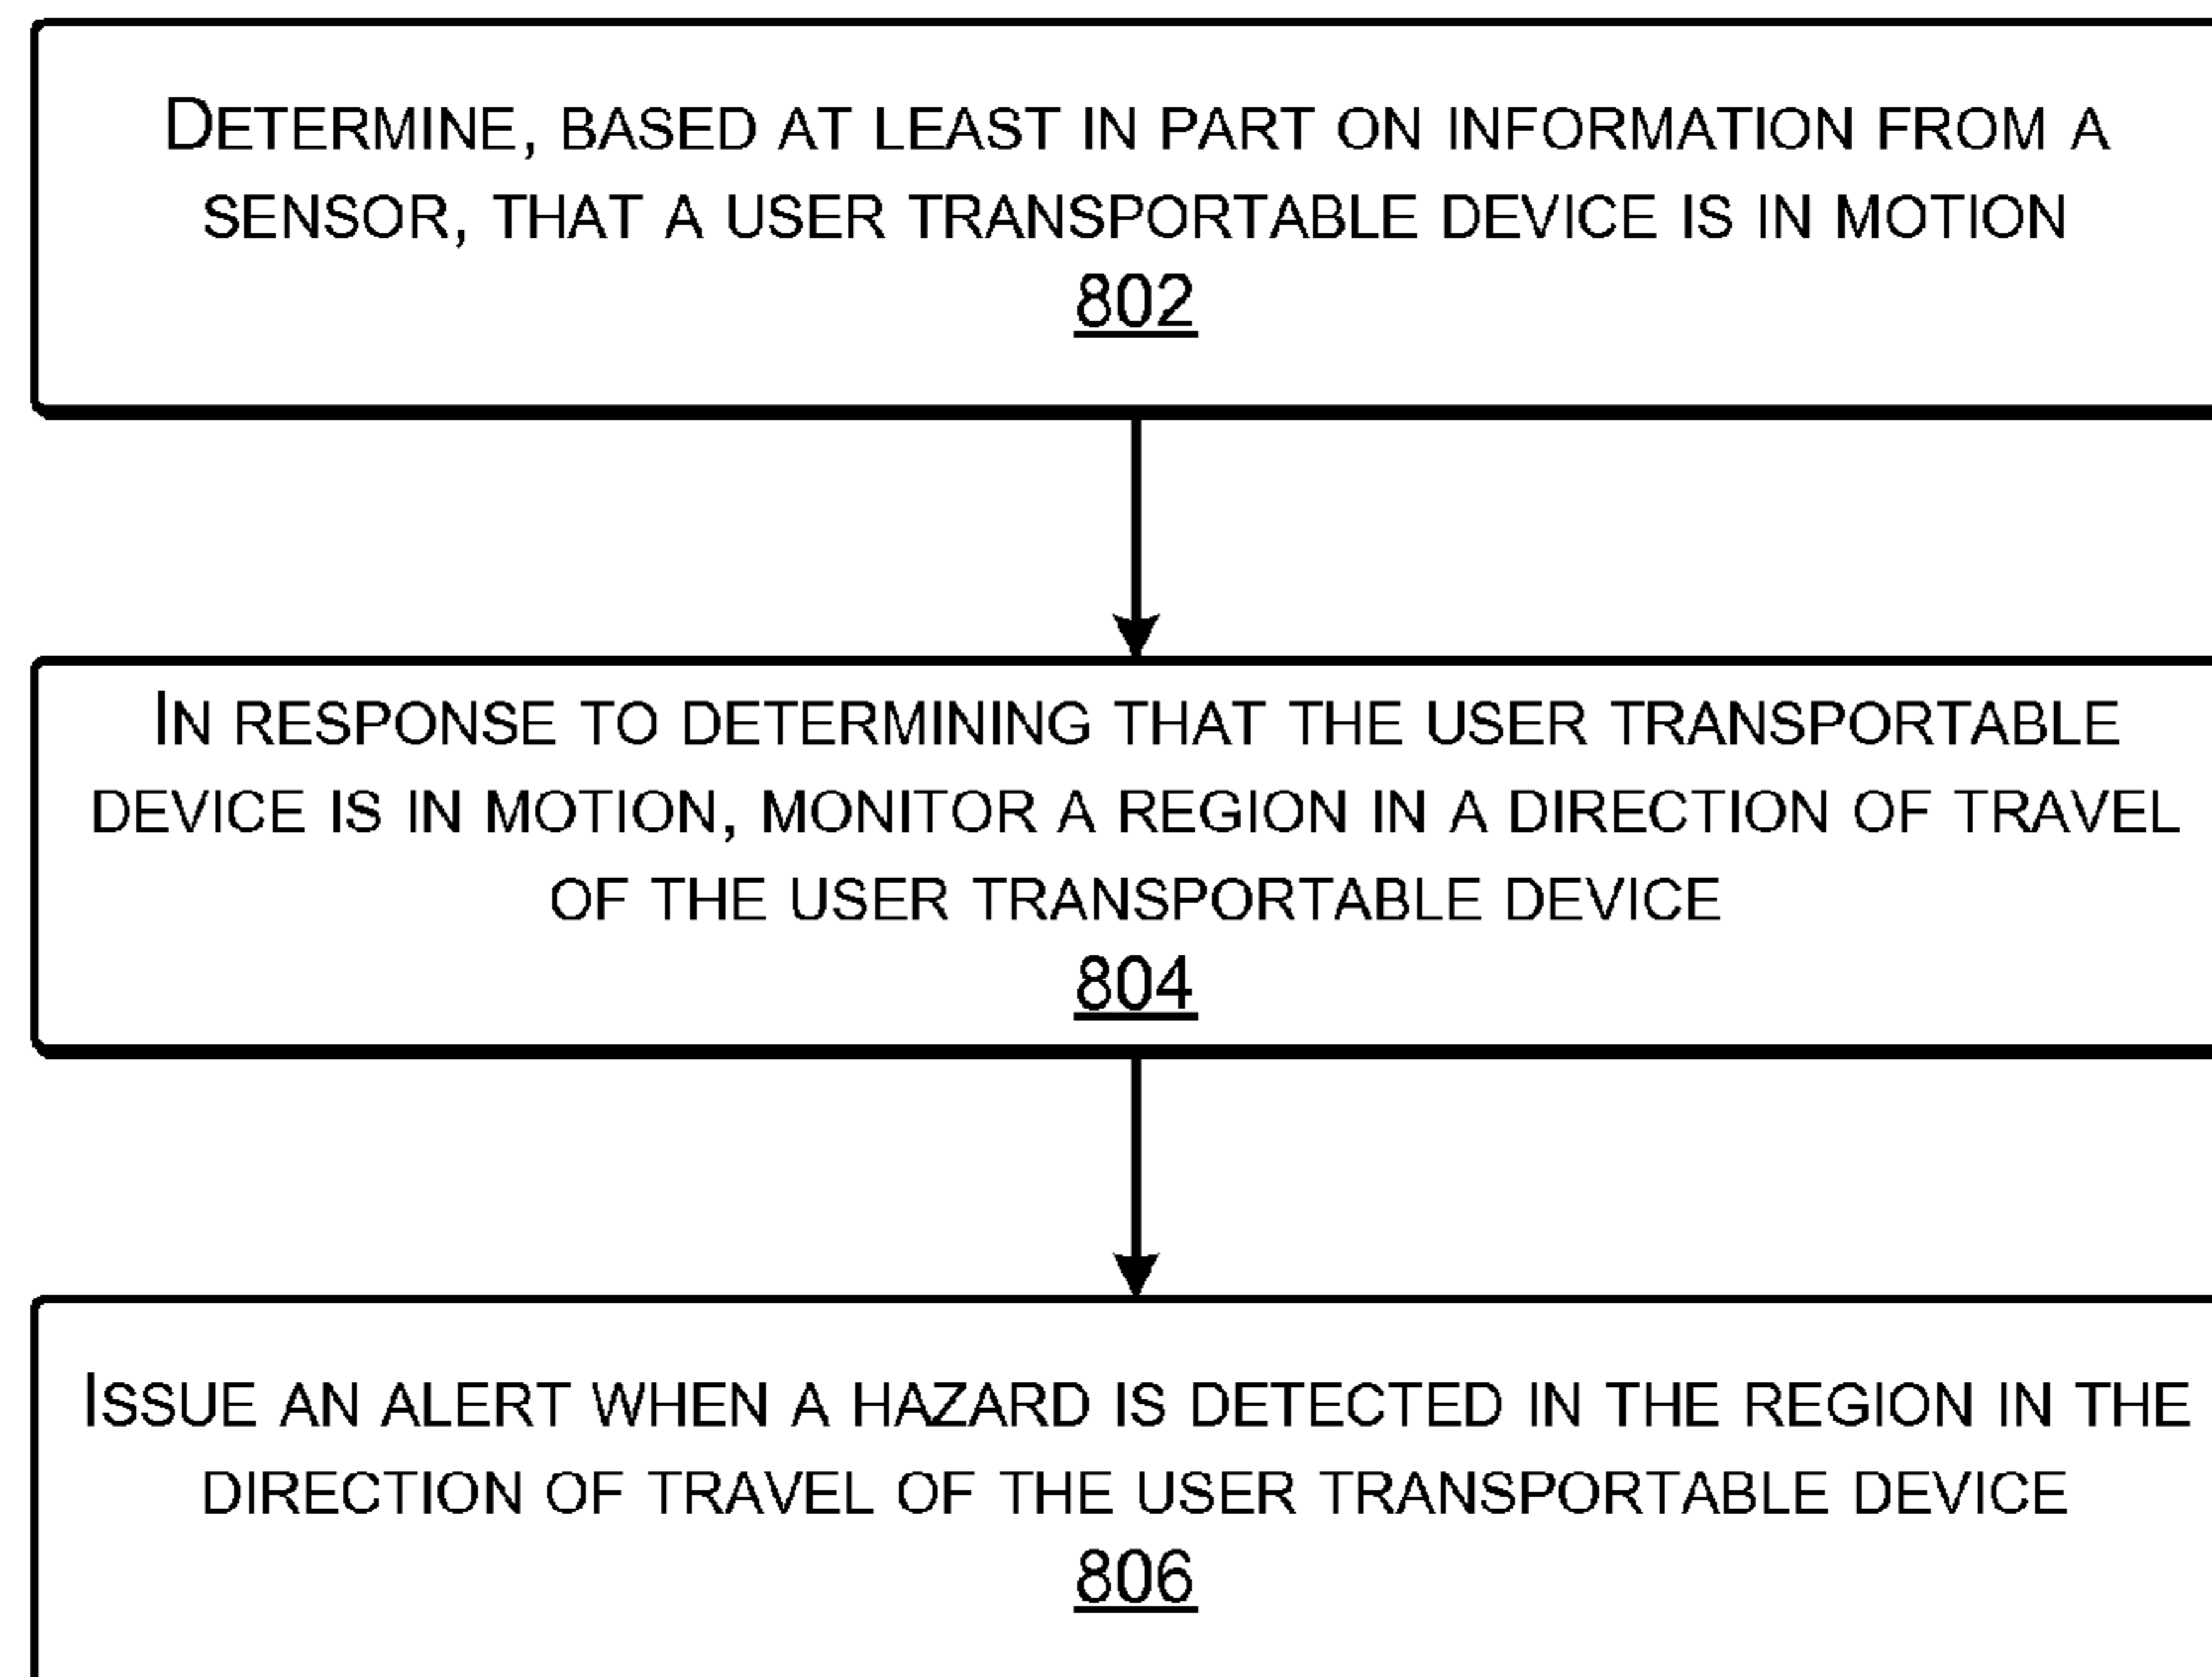 Determine, based at least in part on information from a
sensor, that a user transportable device is in motion
802
In response to determining that the user transportable
device is in motion, monitor a region in a direction of travel
of the user transportable device
804
Issue an alert when a hazard is detected in the region in the
direction of travel of the user transportable device
806